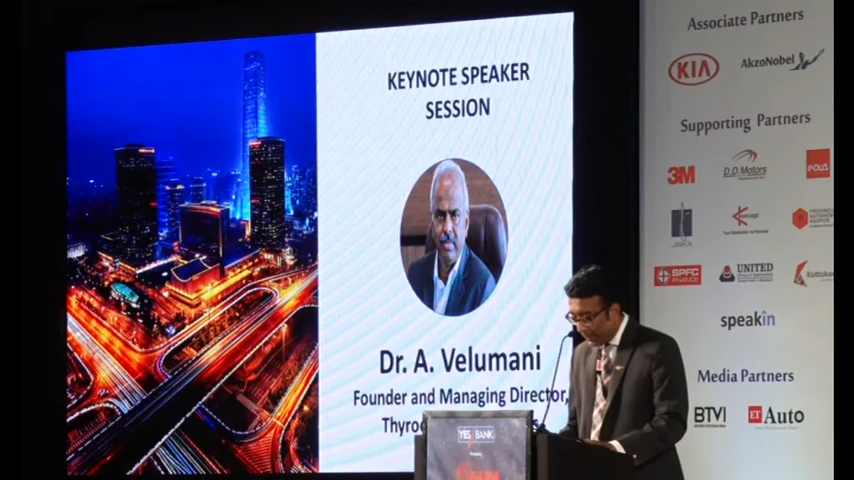 KEYNOTE SPEAKER
SESSION
Dr. A. Velumani
Founder and Managing Director,
YES BANK
Associate Partners
KIA
AkzoNobel
Supporting Partners
3M
D.D.Motors
JAIKA
SPFC
FINANCE
UNITED
speakin
Media Partners
BTVI
ET Auto